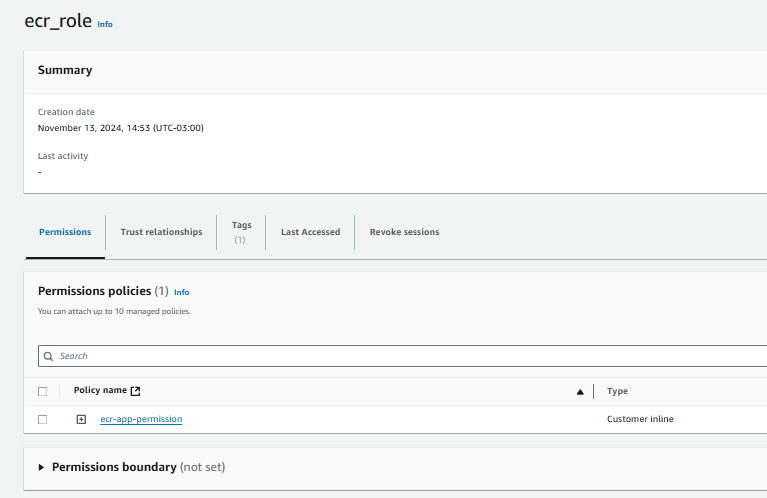 ecr_role Info
Summary
Creation date
November 13, 2024, 14:53 (UTC-03:00)
Last activity
-
Permissions
Trust relationships
Tags
(1)
Last Accessed
Revoke sessions
Permissions policies (1) Info
You can attach up to 10 managed policies.
Search
Policy name
Type
ecr-app-permission
Customer inline
Permissions boundary (not set)